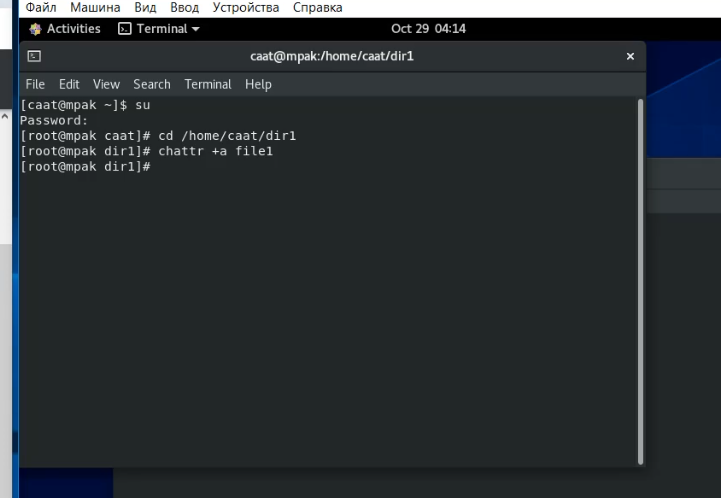 Файл Машина Вид Ввод Устройства Справка
Activities Terminal Oct 29 04:14
caat@mpak:/home/caat/dir1
File Edit View Search Terminal Help
[caat@mpak ~]$ su
Password:
[root@mpak caat]# cd /home/caat/dir1
[root@mpak dir1]# chattr +a file1
[root@mpak dir1]#